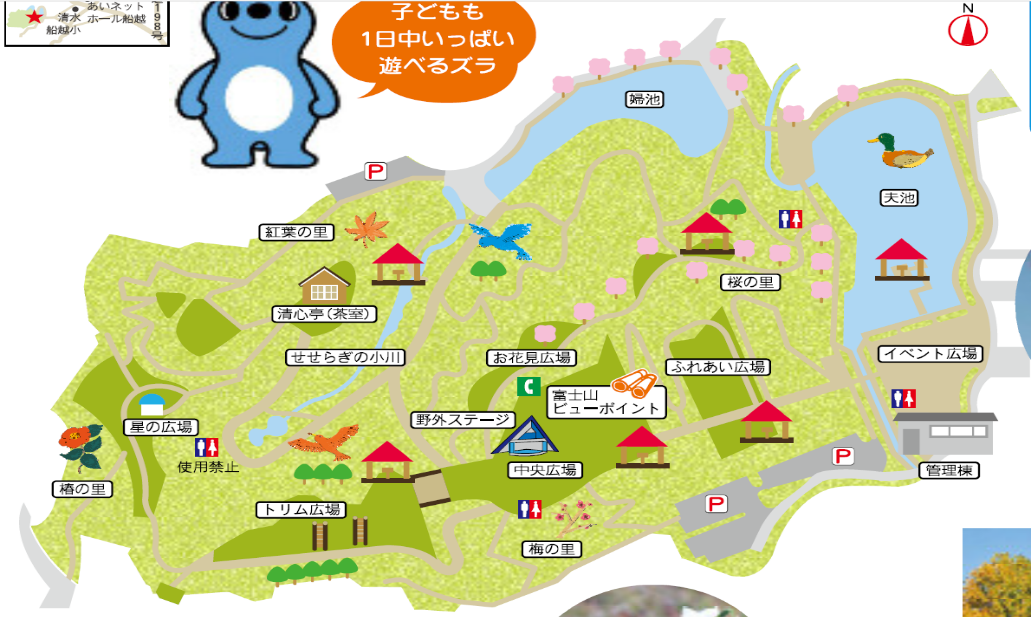 あいネット
清水 ホール船越
船越小
198号
子どもも
1日中いっぱい
遊べるズラ
N
婦池
P
夫池
紅葉の里
桜の里
清心亭(茶室)
せせらぎの小川
お花見広場
ふれあい広場
イベント広場
富士山
ビューポイント
野外ステージ
星の広場
使用禁止
中央広場
P
管理棟
椿の里
トリム広場
P
梅の里